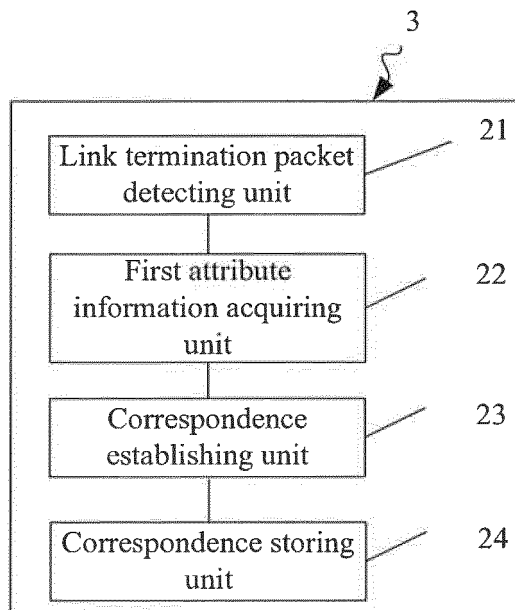 3
Link termination packet
detecting unit
21
First attribute
information acquiring
unit
22
Correspondence
establishing unit
23
Correspondence storing
unit
24